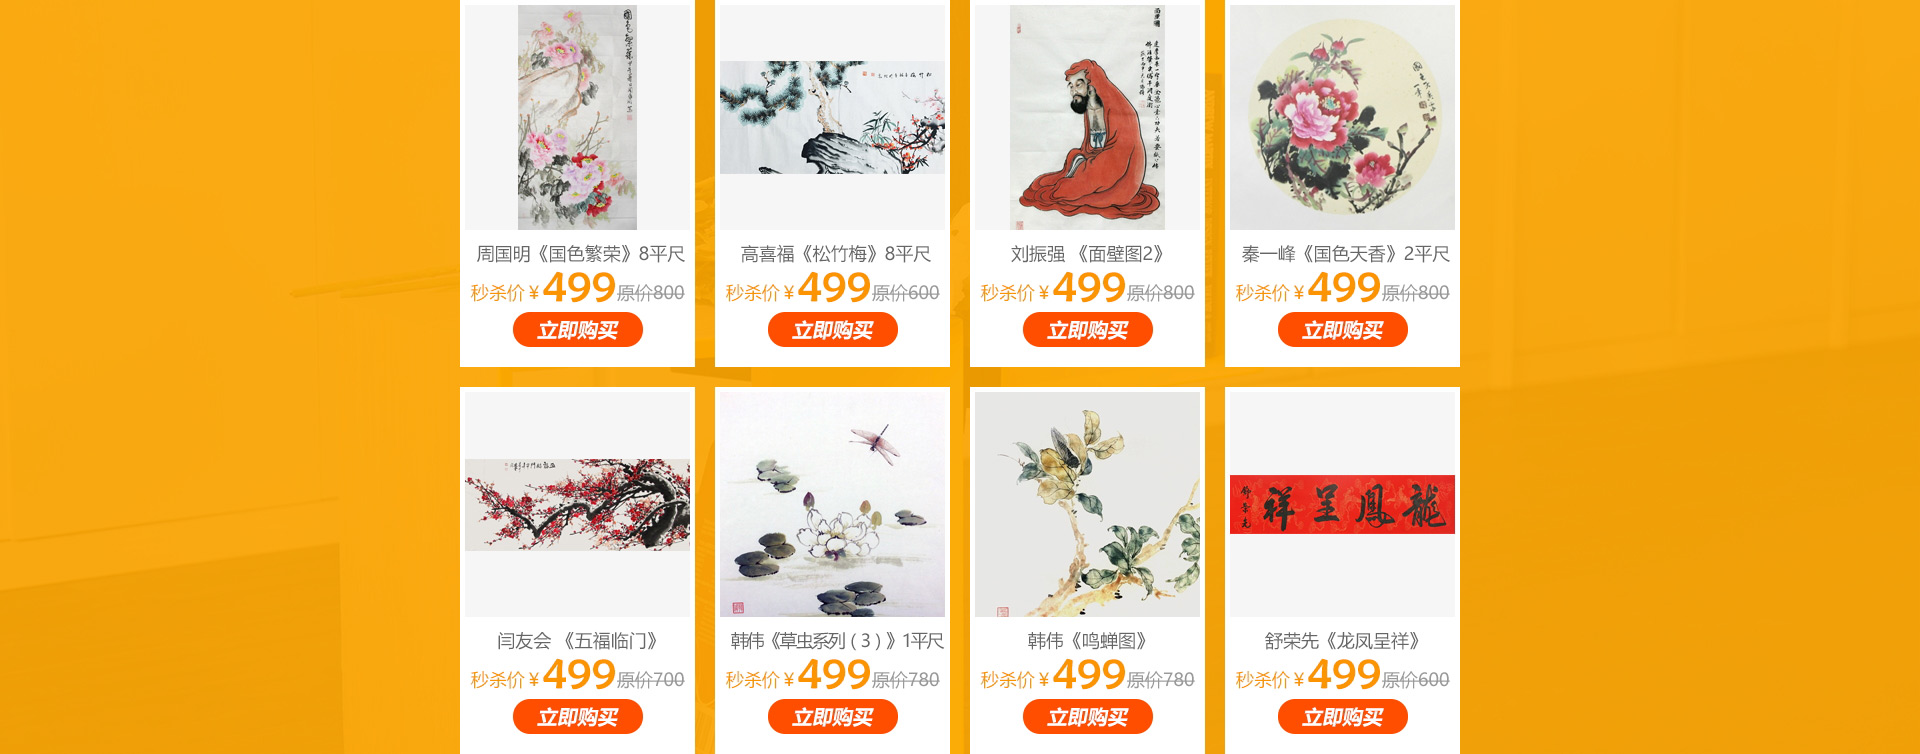 周国明《国色繁荣》8平尺
秒杀价￥499原价800
立即购买
高喜福《松竹梅》8平尺
秒杀价￥499原价600
立即购买
刘振强 《面壁图2》
秒杀价￥499原价800
立即购买
秦一峰《国色天香》2平尺
秒杀价￥499原价800
立即购买
闫友会 《五福临门》
秒杀价￥499原价700
立即购买
韩伟《草虫系列（3）》1平尺
秒杀价￥499原价780
立即购买
韩伟《鸣蝉图》
秒杀价￥499原价780
立即购买
祥呈鳳龍
舒荣先《龙凤呈祥》
秒杀价￥499原价600
立即购买